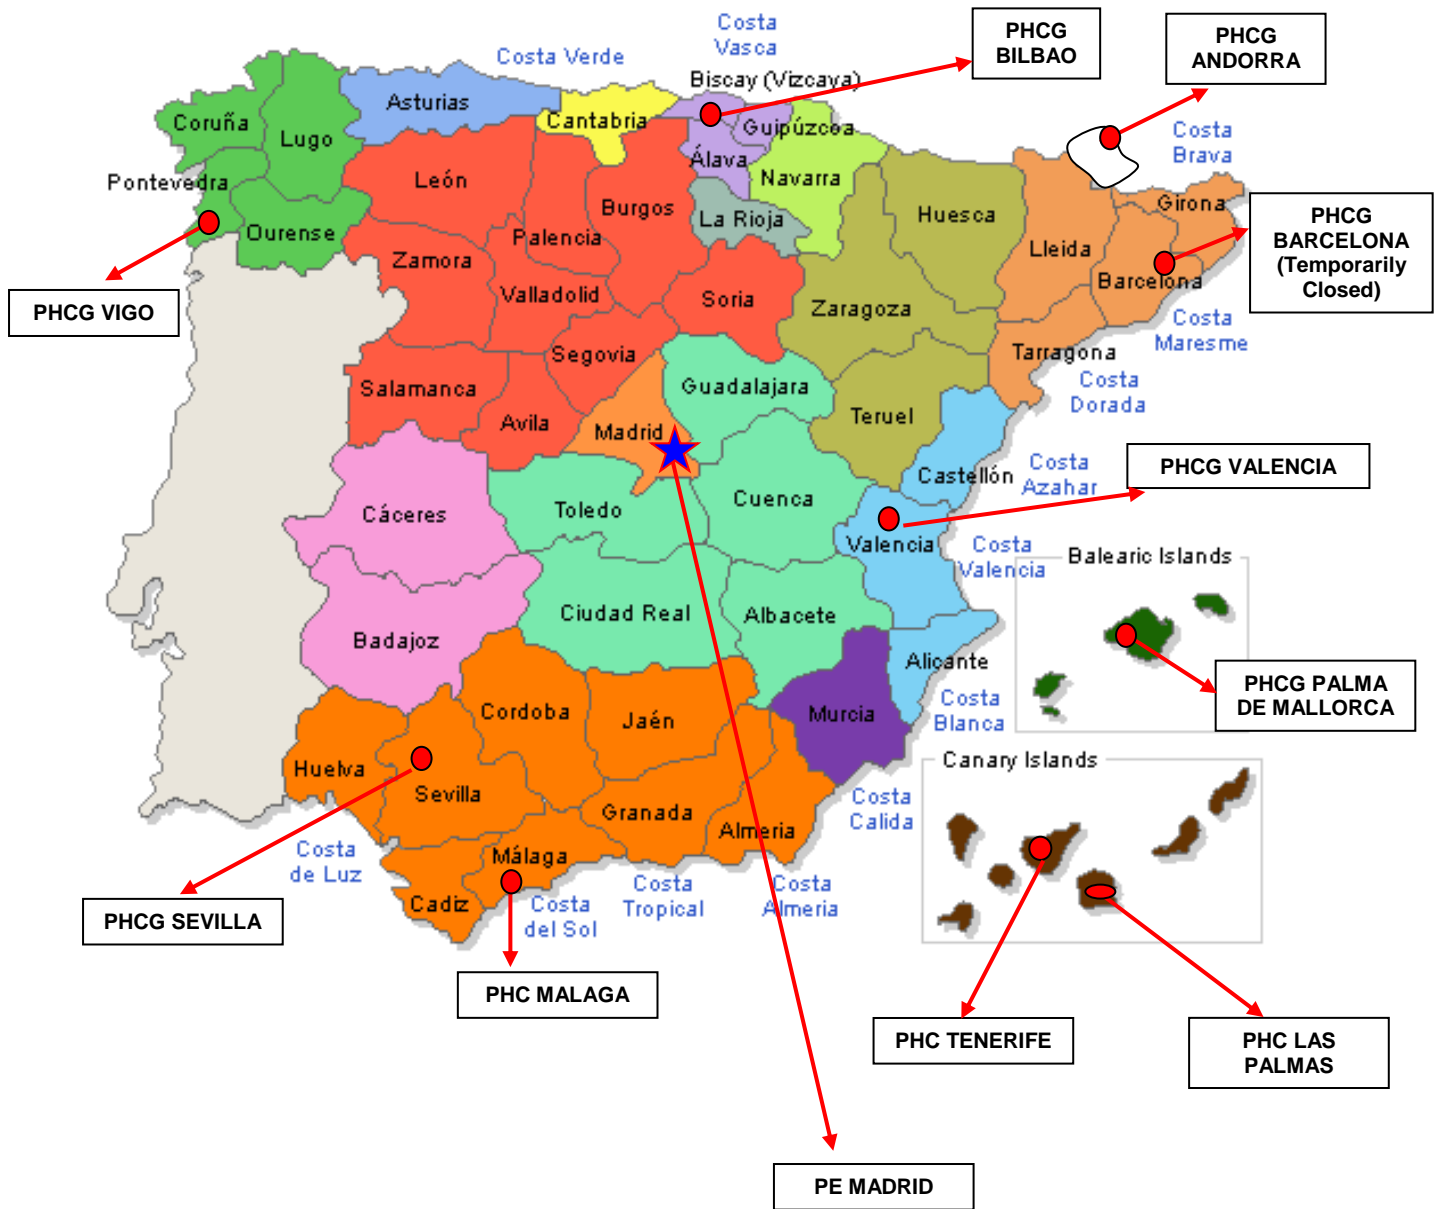 PHCG
BILBAO
PHCG
ANDORRA
Costa
Vasca
Costa Verde
Biscay (Vizcaya)
Asturias
Cantabria
Coruña
Lugo
Guipúzcoa
Costa
Brava
Álava
Navarra
Pontevedra
León
Burgos
La Rioja
Huesca
Girona
PHCG
BARCELONA
(Temporarily
Closed)
Ourense
Palencia
Lleida
Zamora
Barcelona
PHCG VIGO
Valladolid
Soria
Zaragoza
Costa
Maresme
Segovia
Tarragona
Salamanca
Guadalajara
Costa
Dorada
Avila
Madrid
Teruel
PHCG VALENCIA
Castellón
Costa
Azahar
Cáceres
Toledo
Cuenca
Valencia
Costa
Valencia
Balearic Islands
Ciudad Real
Albacete
Badajoz
Alicante
PHCG PALMA
DE MALLORCA
Cordoba
Jaén
Murcia
Costa
Blanca
Canary Islands
Huelva
Sevilla
Granada
Almeria
Costa
Calida
Costa
de Luz
Málaga
Cadiz
Costa
del Sol
Costa
Tropical
Costa
Almeria
PHCG SEVILLA
PHC MALAGA
PHC TENERIFE
PHC LAS
PALMAS
PE MADRID